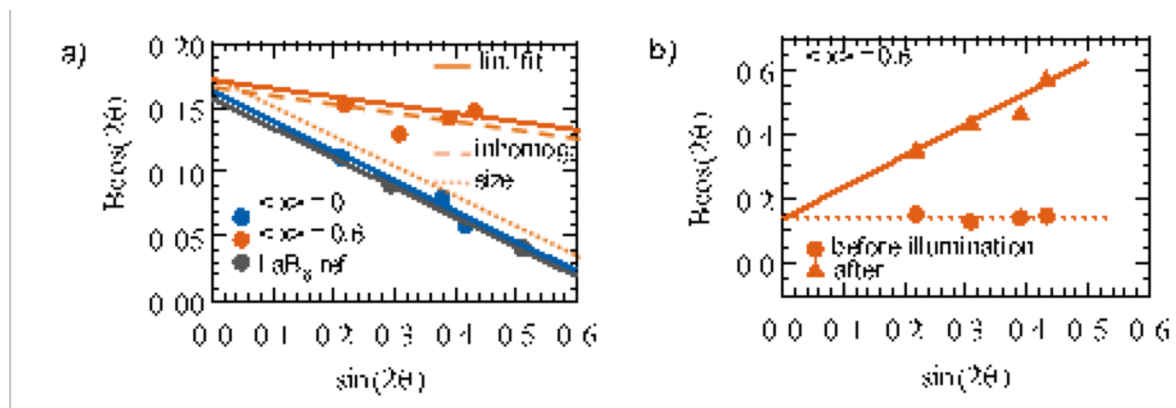 a)
0.20
0.15
0.10
0.05
0.00
Bcos(2θ)
lin. fit
inhomog.
size
<x>=0
<x>=0.6
LaB6 ref
0.0 0.1 0.2 0.3 0.4 0.5 0.6
sin(2θ)
b)
<x>=0.6
0.6
0.4
0.2
0.0
Bcos(2θ)
before illumination
after
0.0 0.1 0.2 0.3 0.4 0.5 0.6
sin(2θ)